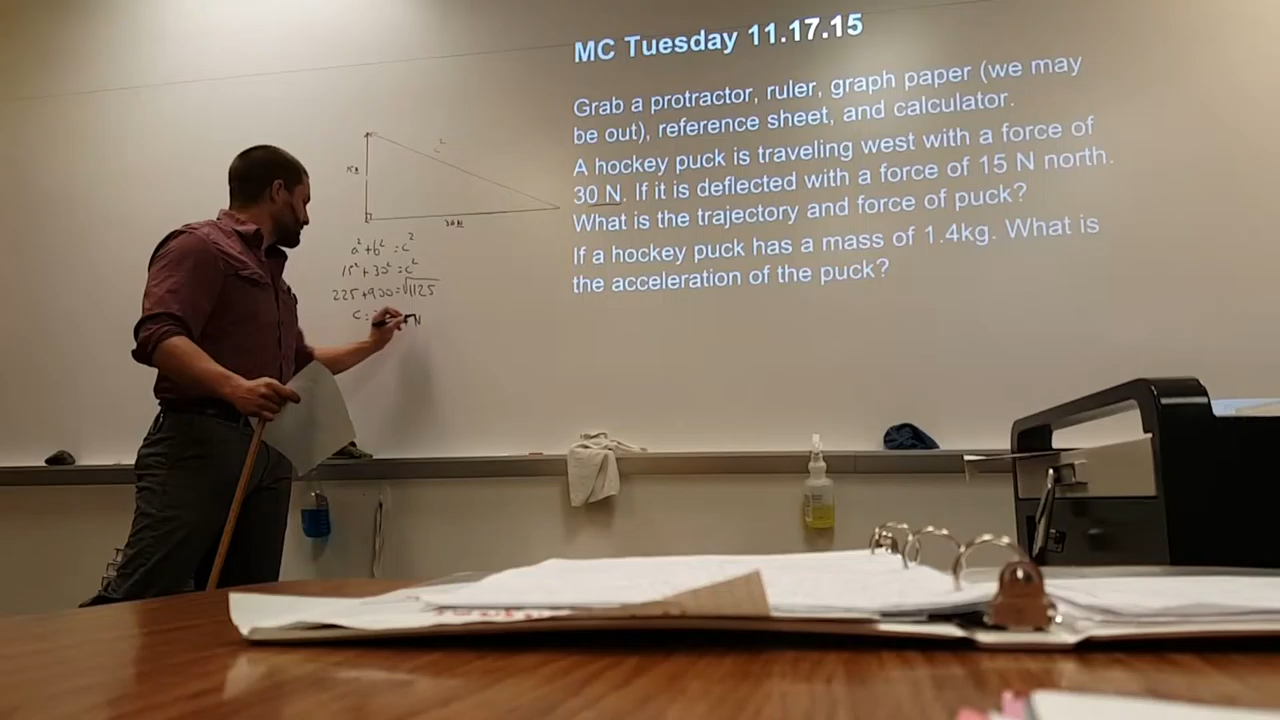 MC Tuesday 11.17.15
Grab a protractor, ruler, graph paper (we may
be out), reference sheet, and calculator.
A hockey puck is traveling west with a force of
30 N. If it is deflected with a force of 15 N north.
What is the trajectory and force of puck?
If a hockey puck has a mass of 1.4kg. What is
the acceleration of the puck?
c²
15N
30N
a² + b² = c²
15² + 30² = c²
225 + 900 = √1125
C =
N